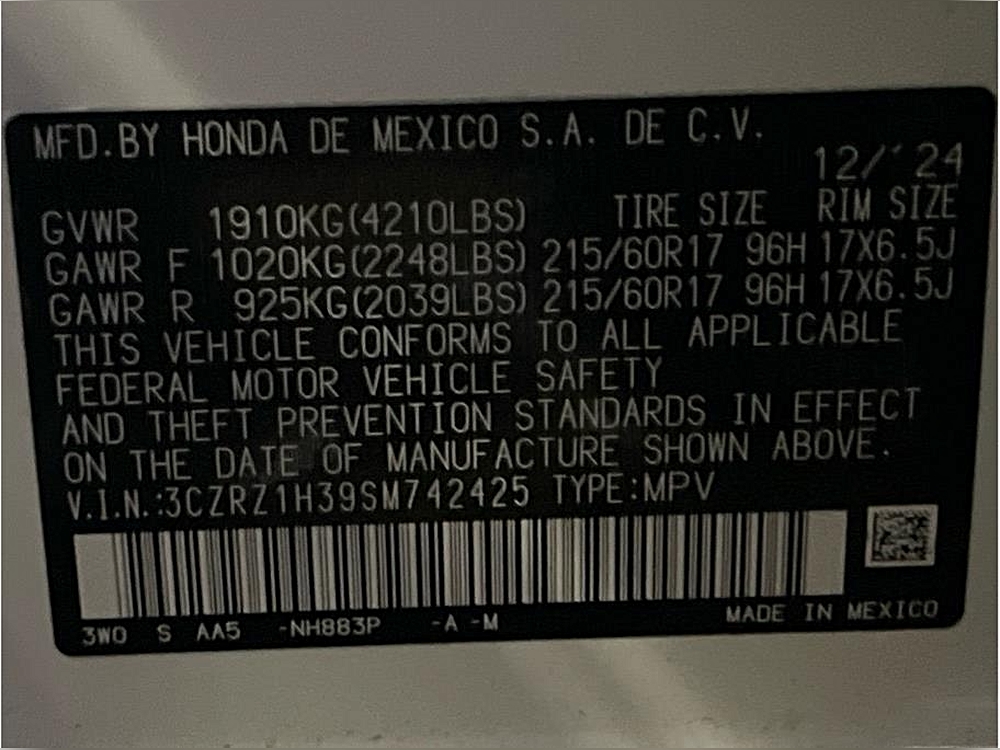 MFD.BY HONDA DE MEXICO S.A. DE C.V.
12/'24
GVWR 1910KG(4210LBS) TIRE SIZE RIM SIZE
GAWR F 1020KG(2248LBS) 215/60R17 96H 17X6.5J
GAWR R 925KG(2039LBS) 215/60R17 96H 17X6.5J
THIS VEHICLE CONFORMS TO ALL APPLICABLE
FEDERAL MOTOR VEHICLE SAFETY
AND THEFT PREVENTION STANDARDS IN EFFECT
ON THE DATE OF MANUFACTURE SHOWN ABOVE.
V.I.N.:3CZRZ1H39SM742425 TYPE:MPV
3W0 S AA5 -NH883P -A -M MADE IN MEXICO